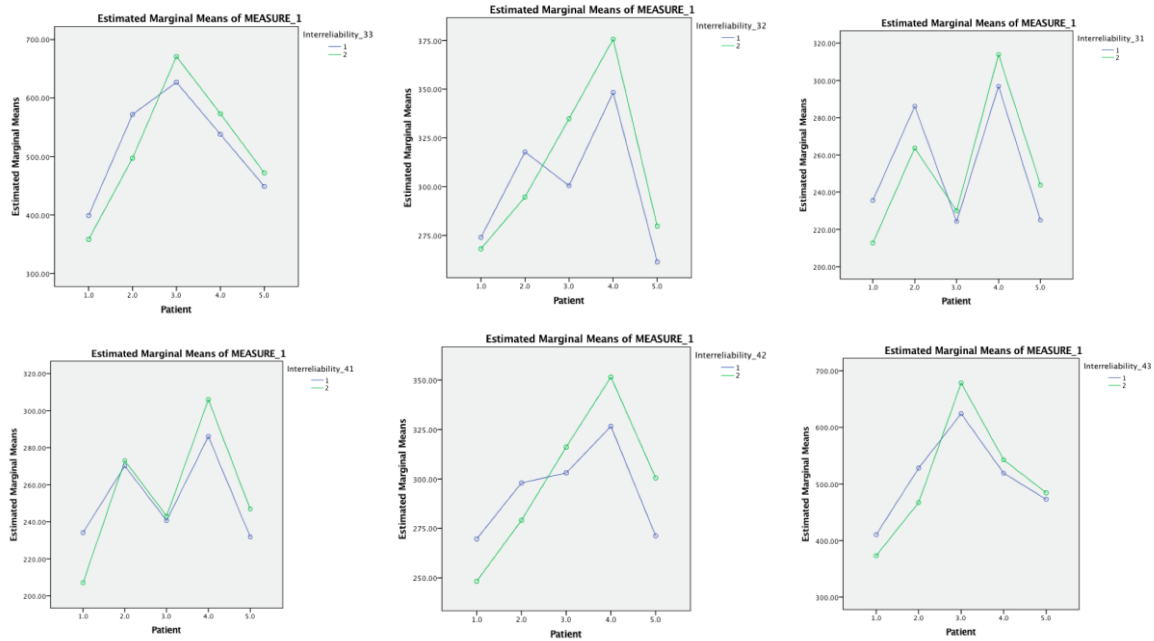 Estimated Marginal Means of MEASURE_1
Interreliability_33
1
2
700.00
600.00
500.00
400.00
300.00
Estimated Marginal Means
1.0 2.0 3.0 4.0 5.0
Patient
Estimated Marginal Means of MEASURE_1
Interreliability_32
1
2
375.00
350.00
325.00
300.00
275.00
Estimated Marginal Means
1.0 2.0 3.0 4.0 5.0
Patient
Estimated Marginal Means of MEASURE_1
Interreliability_31
1
2
320.00
300.00
280.00
260.00
240.00
220.00
200.00
Estimated Marginal Means
1.0 2.0 3.0 4.0 5.0
Patient
Estimated Marginal Means of MEASURE_1
Interreliability_41
1
2
320.00
300.00
280.00
260.00
240.00
220.00
200.00
Estimated Marginal Means
1.0 2.0 3.0 4.0 5.0
Patient
Estimated Marginal Means of MEASURE_1
Interreliability_42
1
2
350.00
325.00
300.00
275.00
250.00
Estimated Marginal Means
1.0 2.0 3.0 4.0 5.0
Patient
Estimated Marginal Means of MEASURE_1
Interreliability_43
1
2
700.00
600.00
500.00
400.00
300.00
Estimated Marginal Means
1.0 2.0 3.0 4.0 5.0
Patient